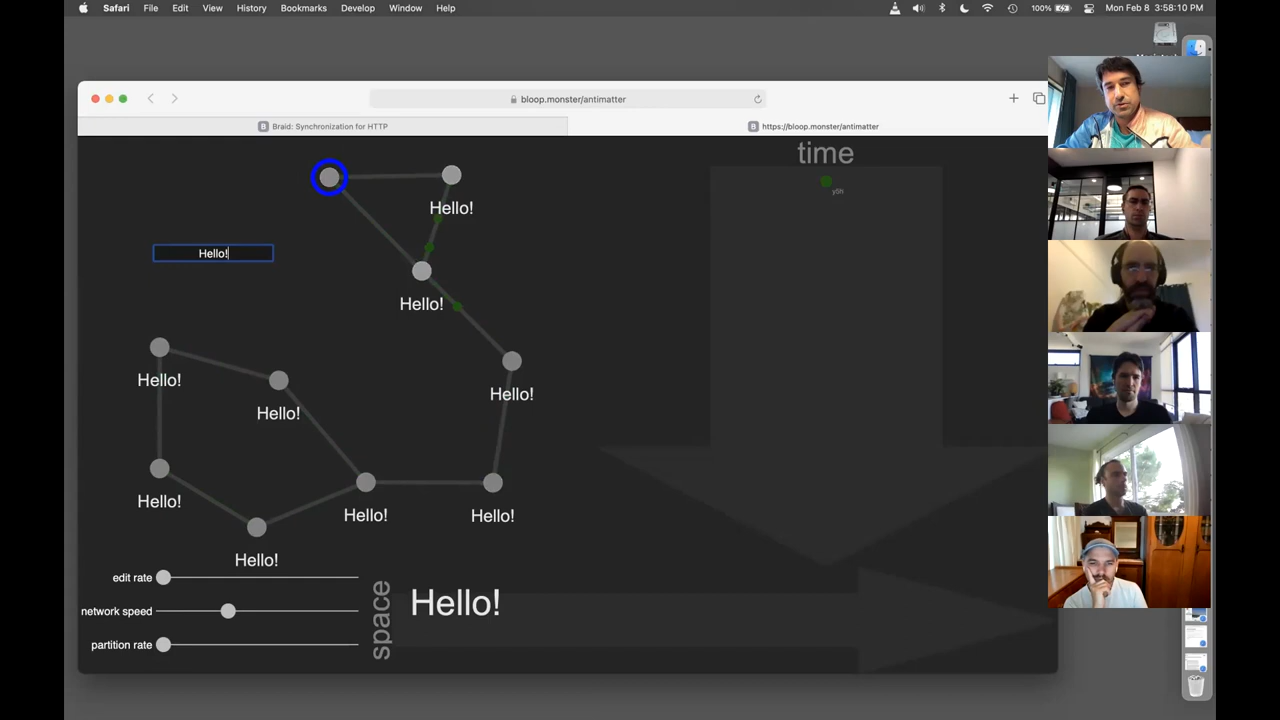 Safari File Edit View History Bookmarks Develop Window Help 100% Mon Feb 8 3:58:10 PM
bloop.monster/antimatter
Braid: Synchronization for HTTP
https://bloop.monster/antimatter
time
y5h
Hello!
Hello!
Hello!
Hello!
Hello!
Hello!
Hello!
Hello!
Hello!
Hello!
edit rate
network speed
partition rate
space
Hello!